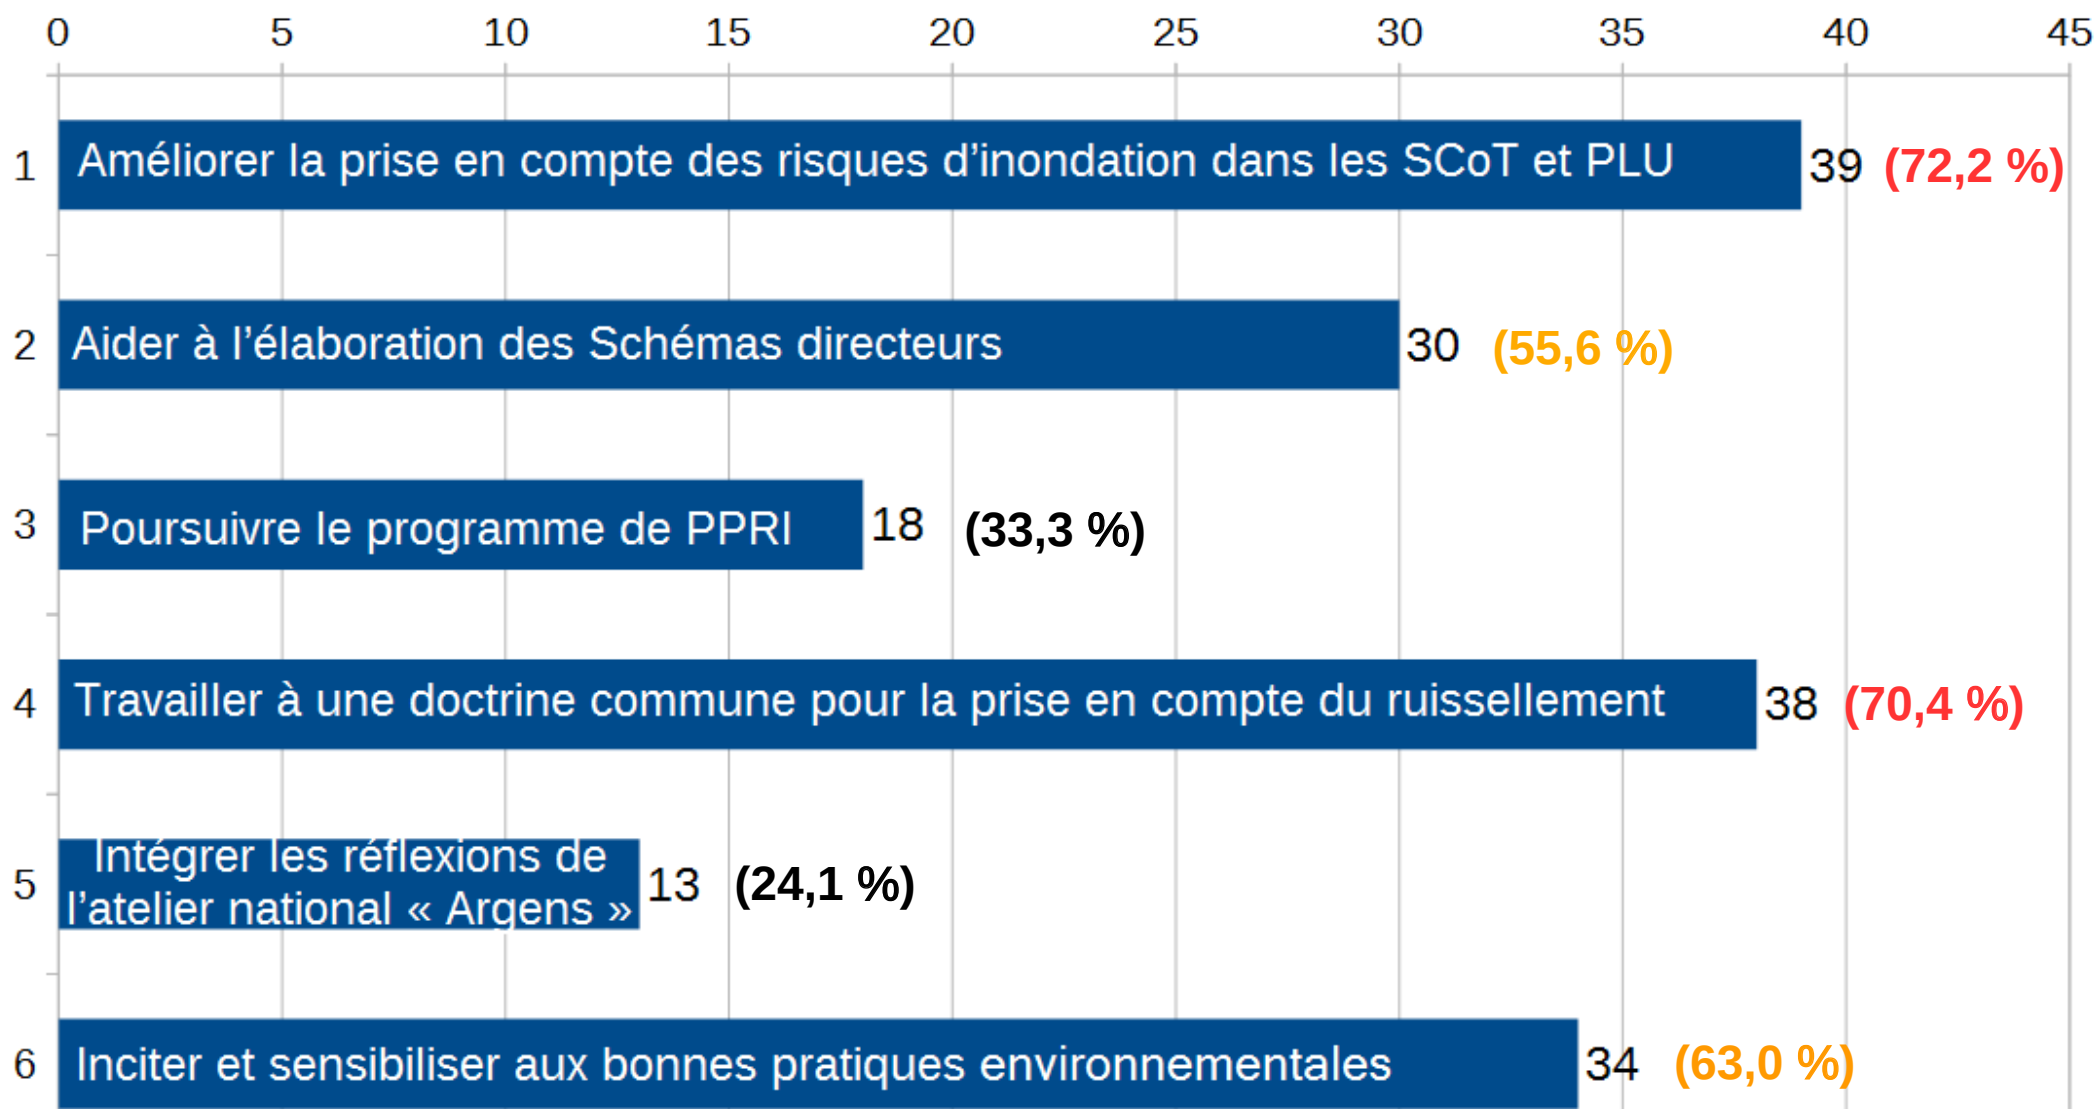 0 5 10 15 20 25 30 35 40 45
1 Améliorer la prise en compte des risques d’inondation dans les SCoT et PLU 39 (72,2 %)
2 Aider à l’élaboration des Schémas directeurs 30 (55,6 %)
3 Poursuivre le programme de PPRI 18 (33,3 %)
4 Travailler à une doctrine commune pour la prise en compte du ruissellement 38 (70,4 %)
Intégrer les réflexions de
5 l’atelier national « Argens » 13 (24,1 %)
6 Inciter et sensibiliser aux bonnes pratiques environnementales 34 (63,0 %)